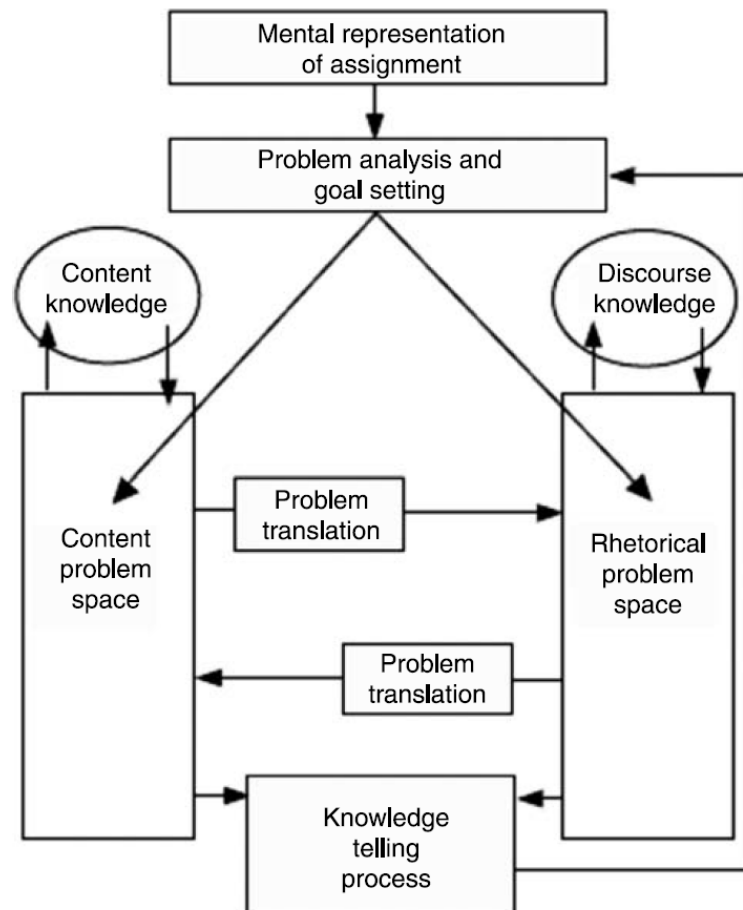 Mental representation
of assignment
Problem analysis and
goal setting
Content
knowledge
Discourse
knowledge
Problem
translation
Content
problem
space
Rhetorical
problem
space
Problem
translation
Knowledge
telling
process